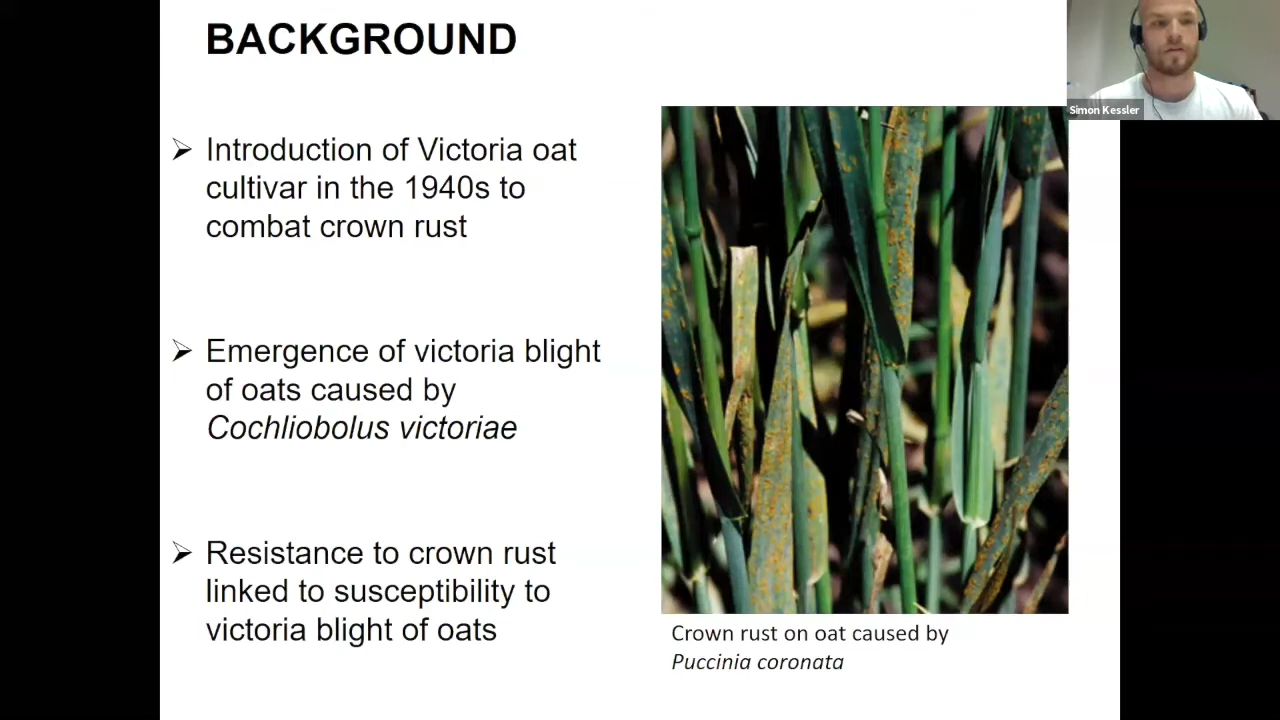 BACKGROUND
Simon Kessler
➢ Introduction of Victoria oat
cultivar in the 1940s to
combat crown rust
➢ Emergence of victoria blight
of oats caused by
Cochliobolus victoriae
➢ Resistance to crown rust
linked to susceptibility to
victoria blight of oats
Crown rust on oat caused by
Puccinia coronata